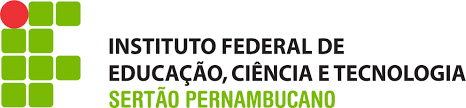 INSTITUTO FEDERAL DE
EDUCAÇÃO, CIÊNCIA E TECNOLOGIA
SERTÃO PERNAMBUCANO